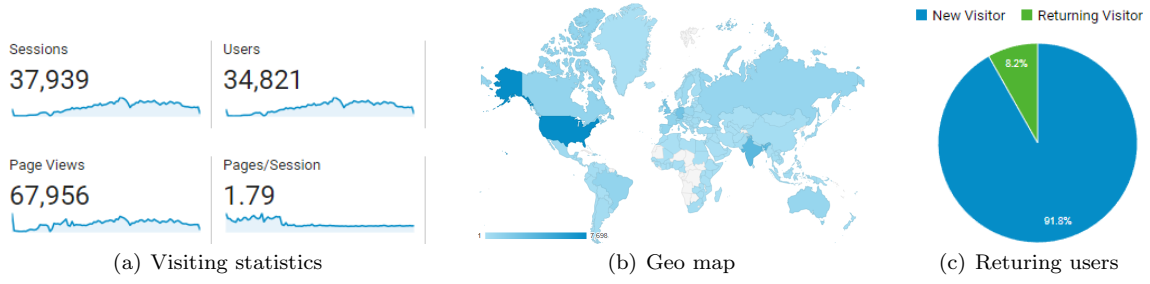 Sessions
37,939
Users
34,821
Page Views
67,956
Pages/Session
1.79
(a) Visiting statistics
1
7,698
(b) Geo map
New Visitor
Returning Visitor
8.2%
91.8%
(c) Returing users